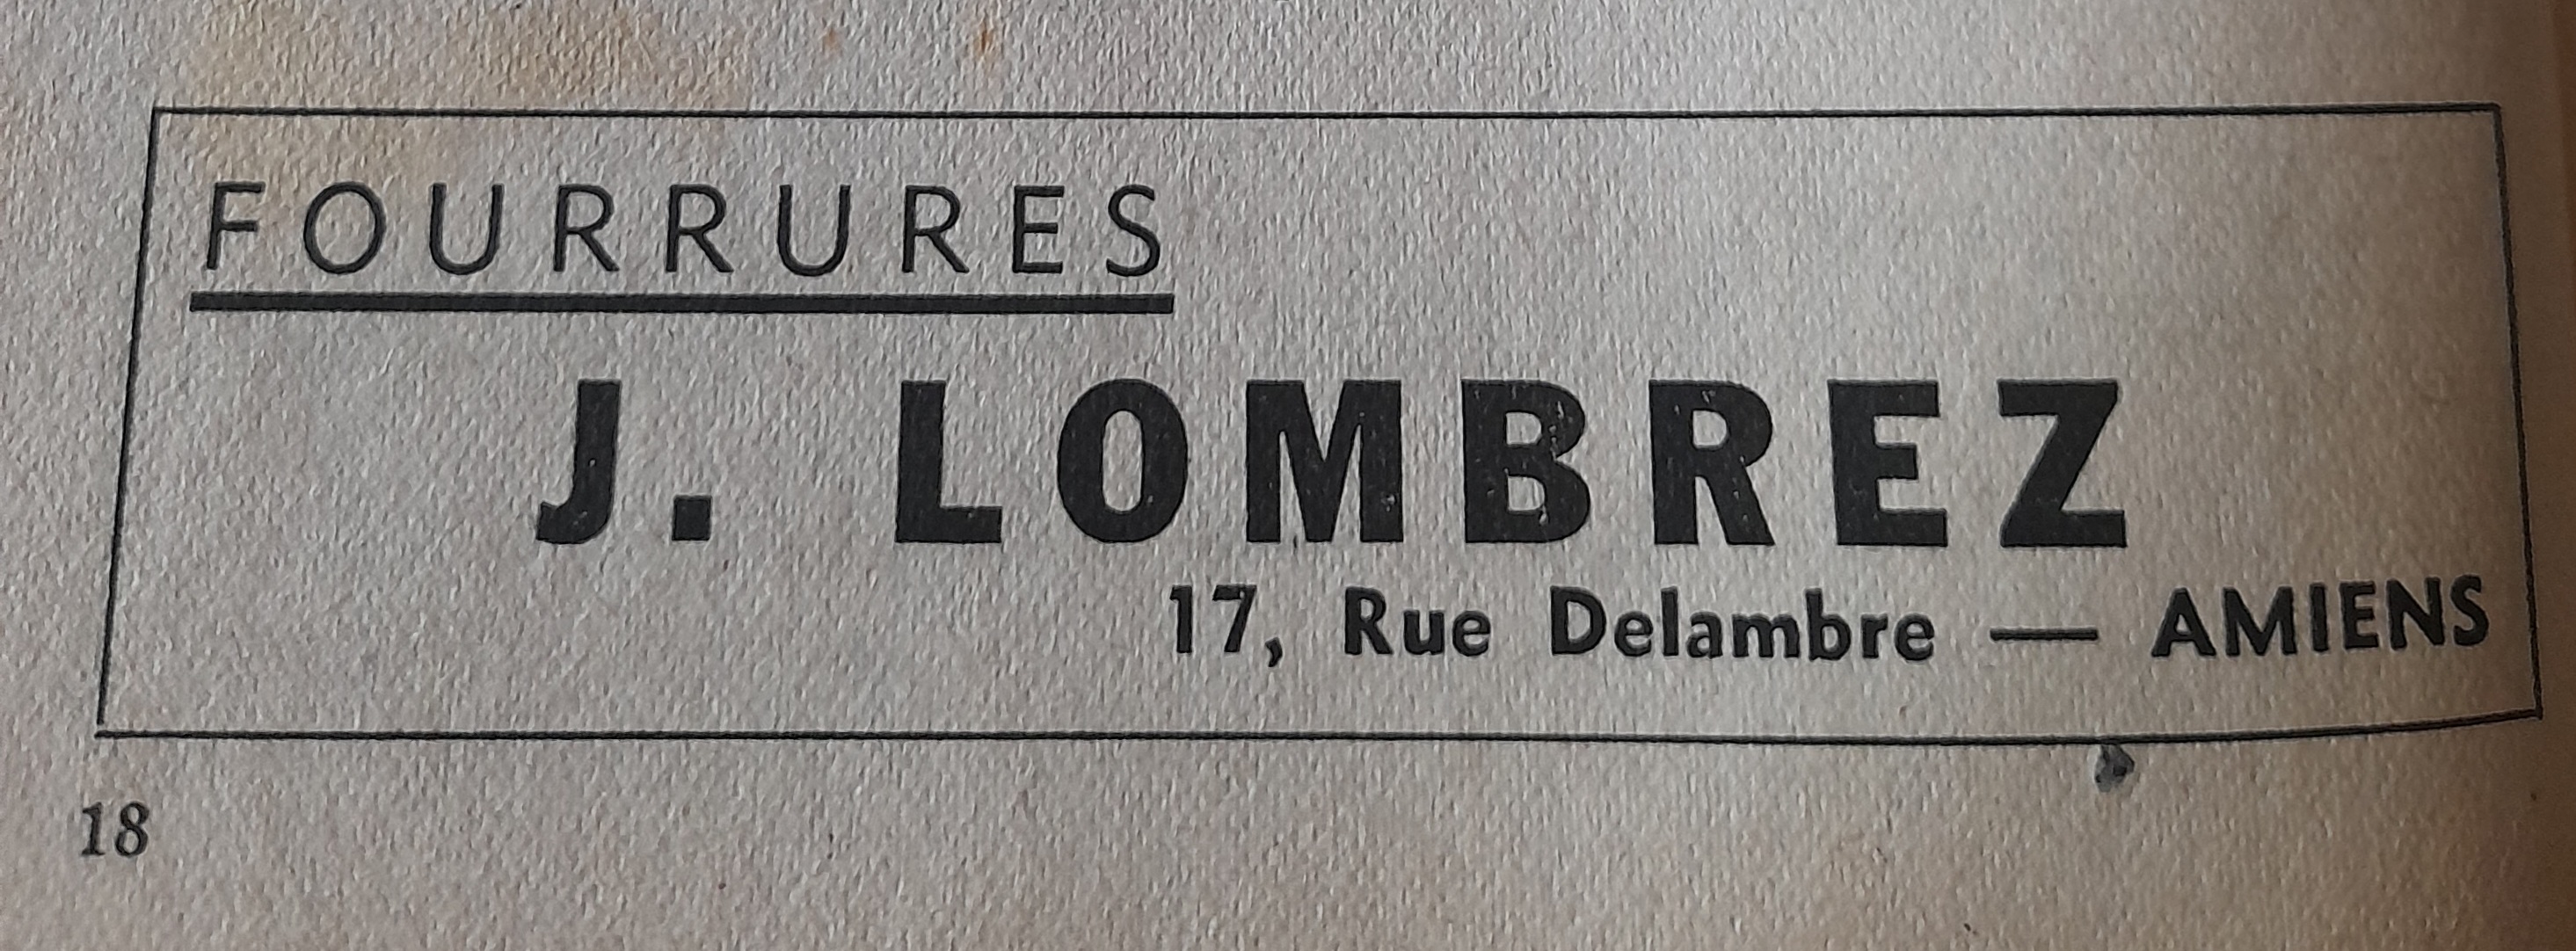 FOURRURES
J. LOMBREZ
17, Rue Delambre — AMIENS
18